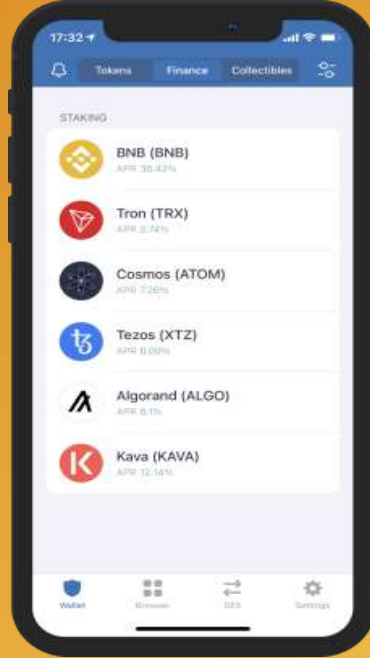 17:32
Tokens Finance Collectibles
STAKING
BNB (BNB)
APR 36.42%
Tron (TRX)
APR 5.74%
Cosmos (ATOM)
APR 7.26%
Tezos (XTZ)
APR 6.09%
Algorand (ALGO)
APR 6.1%
Kava (KAVA)
APR 12.14%
Wallet Browser DEX Settings